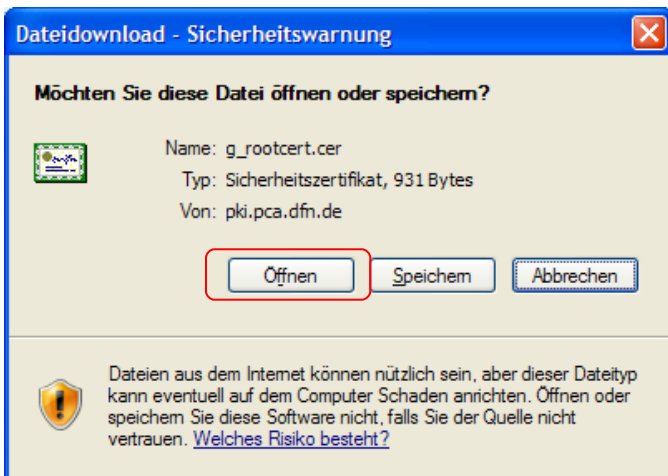 Dateidownload - Sicherheitswarnung
Möchten Sie diese Datei öffnen oder speichern?
Name: g_rootcert.cer
Typ: Sicherheitszertifikat, 931 Bytes
Von: pki.pca.dfn.de
Öffnen Speichern Abbrechen
Dateien aus dem Internet können nützlich sein, aber dieser Dateityp
kann eventuell auf dem Computer Schaden anrichten. Öffnen oder
speichern Sie diese Software nicht, falls Sie der Quelle nicht
vertrauen. Welches Risiko besteht?